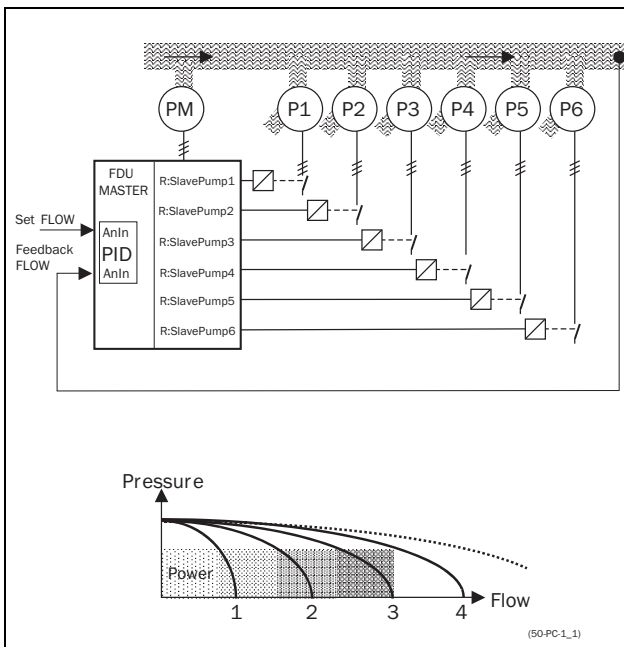 PM P1 P2 P3 P4 P5 P6
FDU
MASTER
R:SlavePump1
R:SlavePump2
R:SlavePump3
R:SlavePump4
R:SlavePump5
R:SlavePump6
Set FLOW
Feedback
FLOW
AnIn
PID
AnIn
Pressure
Power
1 2 3 4
Flow
(50-PC-1_1)